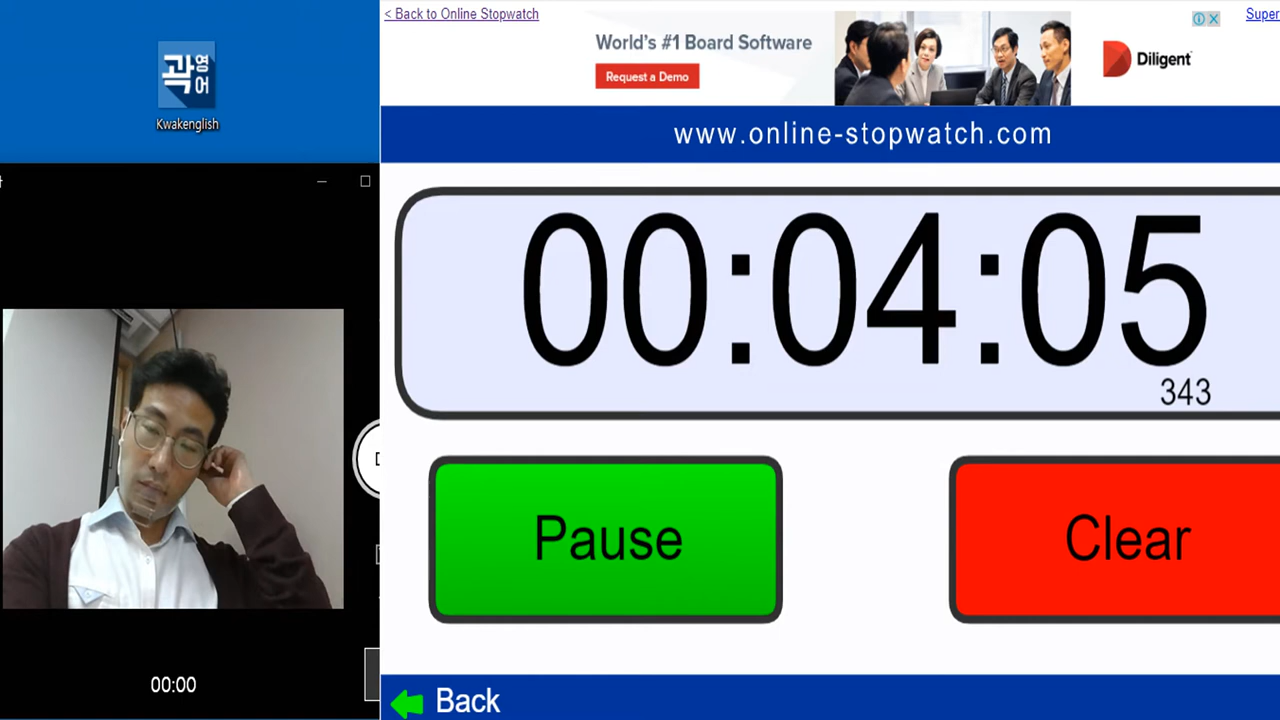 곽영어
Kwakenglish
00:00
< Back to Online Stopwatch
World's #1 Board Software
Request a Demo
Diligent
Super
www.online-stopwatch.com
00:04:05
343
Pause
Clear
Back